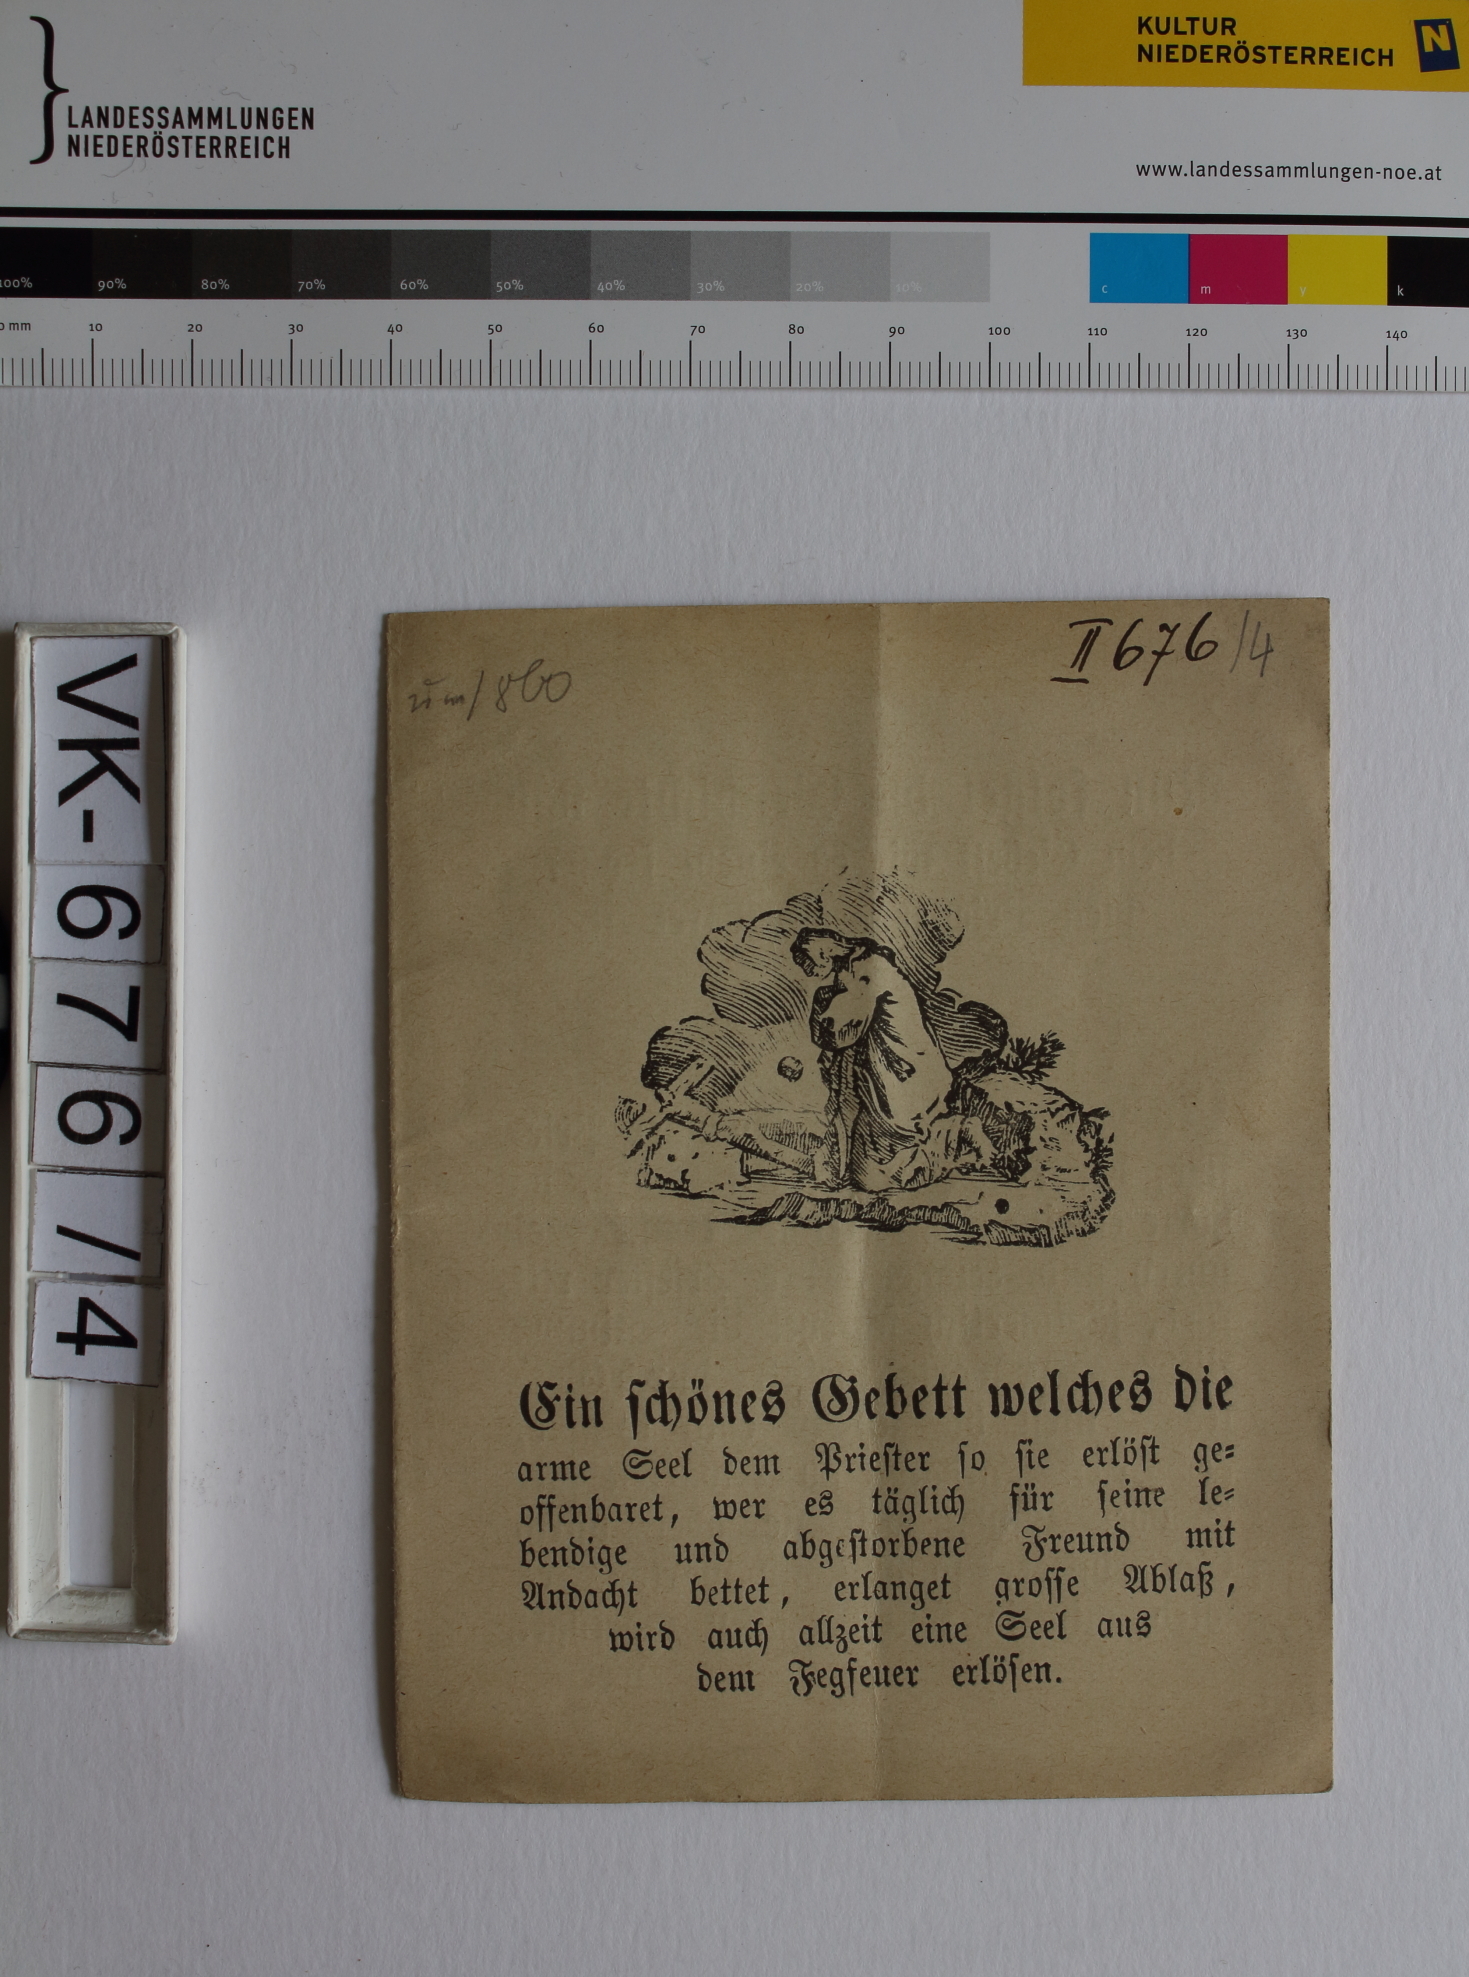 KULTUR
NIEDERÖSTERREICH
N
LANDESSAMMLUNGEN
NIEDERÖSTERREICH
www.landessammlungen-noe.at
100% 90% 80% 70% 60% 50% 40% 30% 20% 10% c m y k
0 mm 10 20 30 40 50 60 70 80 90 100 110 120 130 140
VK-6776/4
II 676/4
/860
Ein schönes Gebett welches die
arme Seel dem Priester so sie erlöst ge-
offenbaret, wer es täglich für seine le-
bendige und abgestorbene Freund mit
Andacht bettet, erlanget grosse Ablaß,
wird auch allzeit eine Seel aus
dem Fegfeuer erlösen.